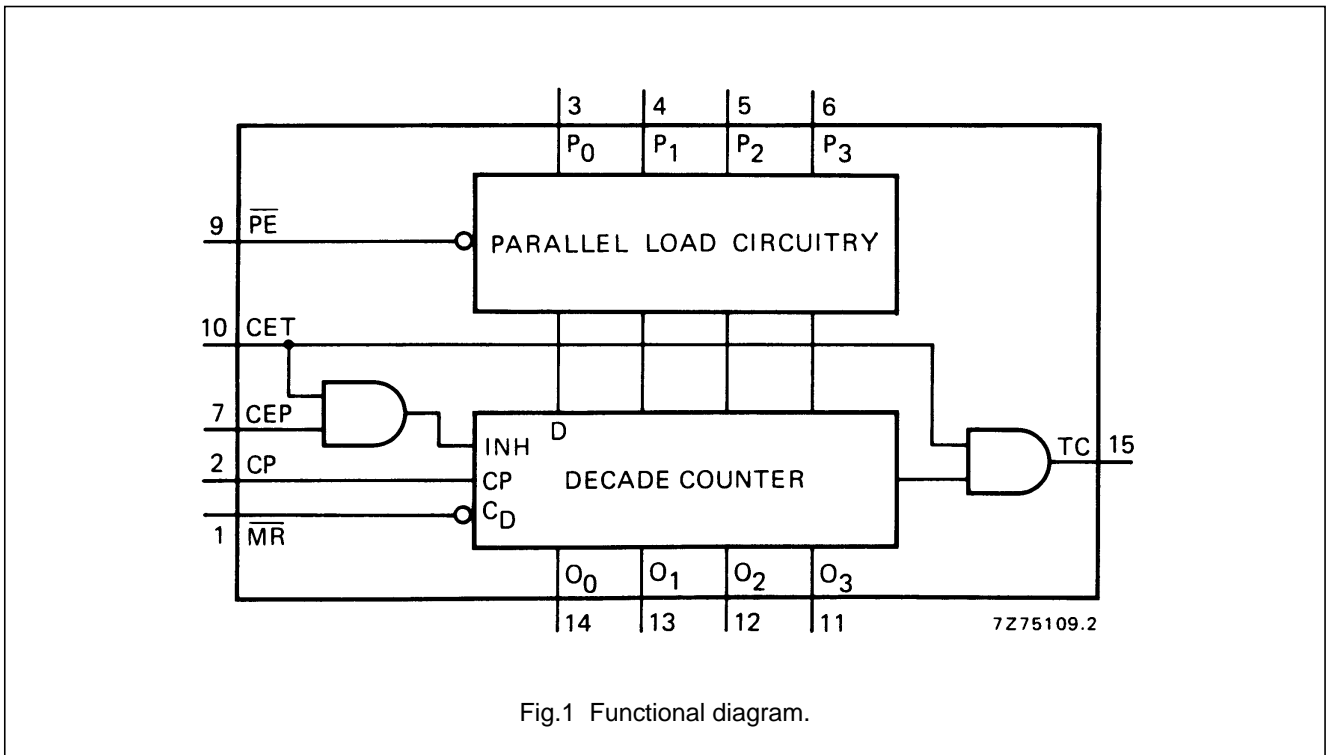 3 4 5 6
P0 P1 P2 P3
9 P̅E̅
PARALLEL LOAD CIRCUITRY
10 CET
7 CEP
D
INH
2 CP
CP
DECADE COUNTER
TC 15
CD
1 M̅R̅
O0 O1 O2 O3
14 13 12 11
7Z75109.2
Fig.1 Functional diagram.